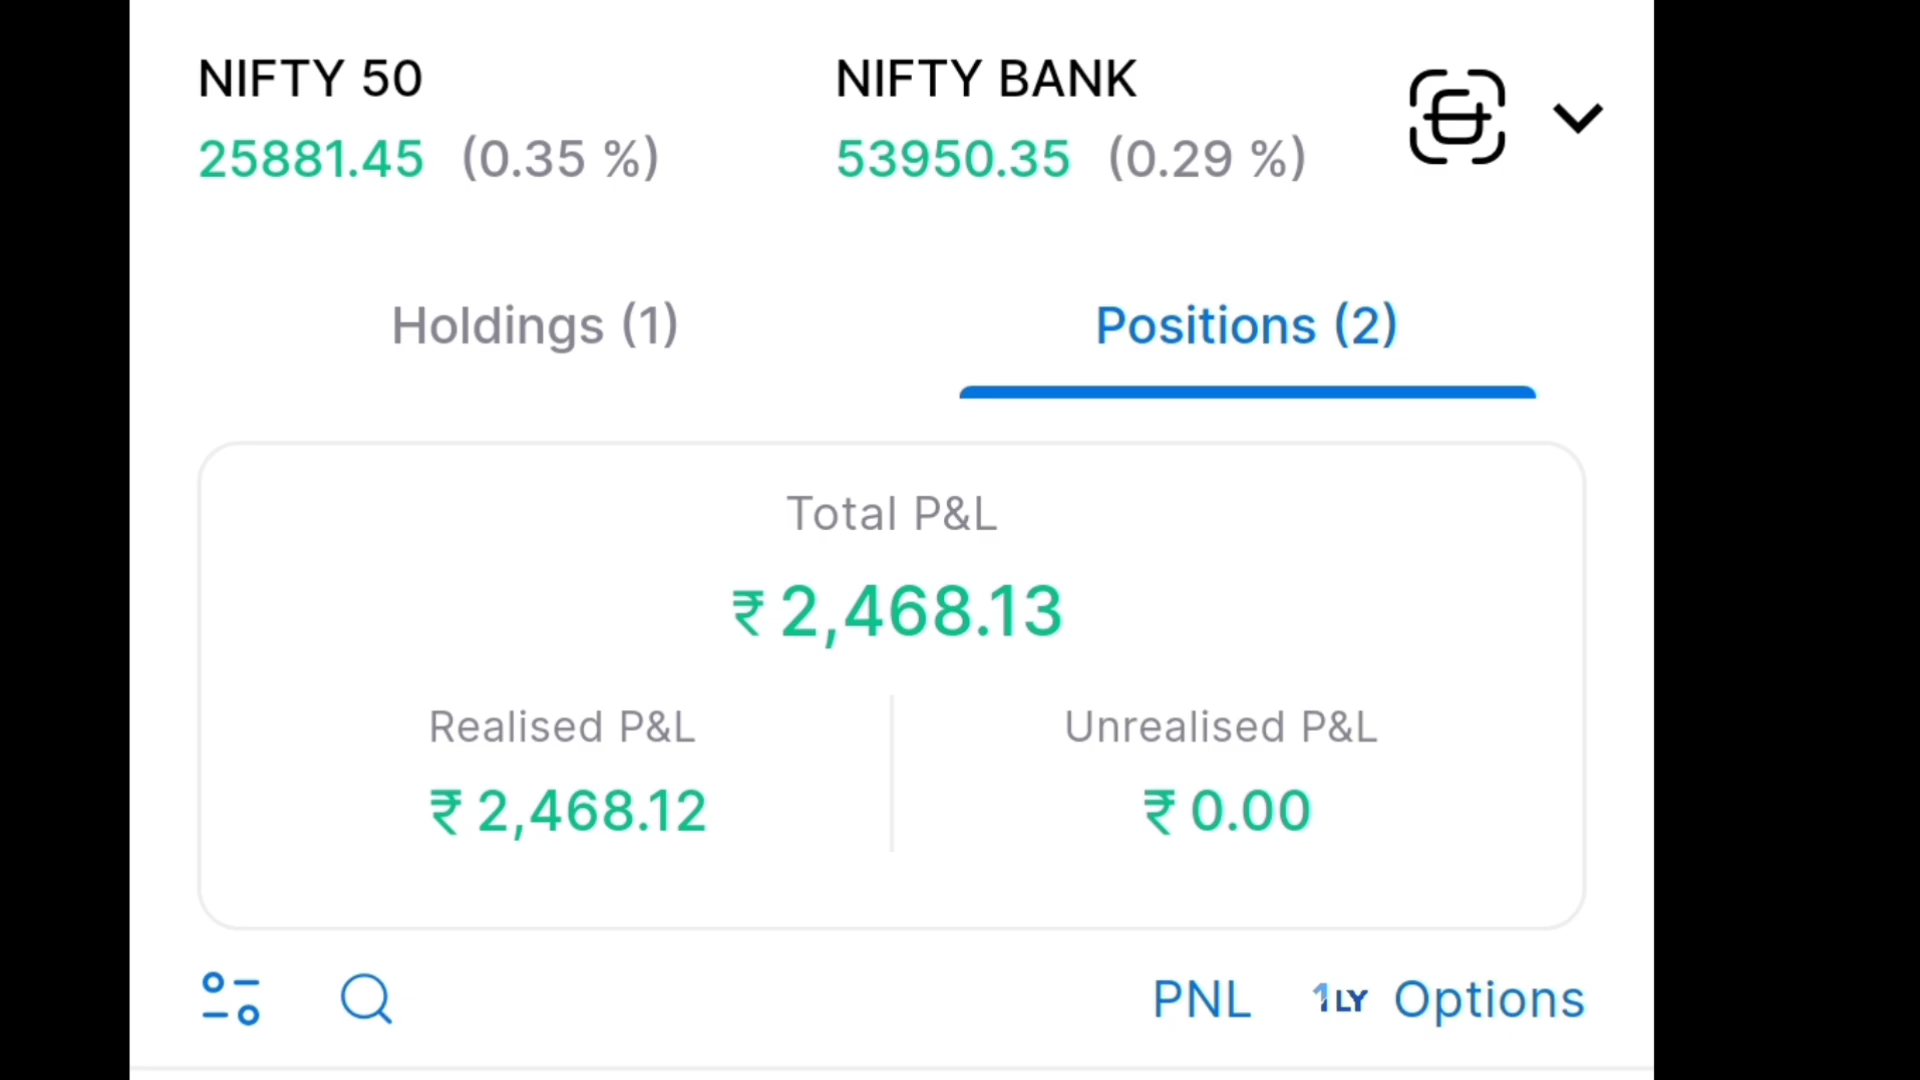 NIFTY 50 NIFTY BANK
25881.45 (0.35 %) 53950.35 (0.29 %)
Holdings (1) Positions (2)
Total P&L
₹ 2,468.13
Realised P&L Unrealised P&L
₹ 2,468.12 ₹ 0.00
PNL 1LY Options